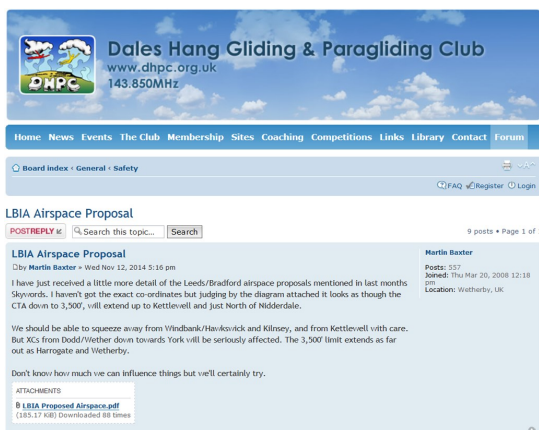 Dales Hang Gliding & Paragliding Club
www.dhpc.org.uk
143.850MHz
DHPC
Home News Events The Club Membership Sites Coaching Competitions Links Library Contact Forum
Board index ‹ General ‹ Safety
FAQ Register Login
LBIA Airspace Proposal
POSTREPLY Search this topic... Search
9 posts • Page 1 of
LBIA Airspace Proposal
by Martin Baxter » Wed Nov 12, 2014 5:16 pm
I have just received a little more detail of the Leeds/Bradford airspace proposals mentioned in last months
Skywords. I haven't got the exact co-ordinates but judging by the diagram attached it looks as though the
CTA down to 3,500', will extend up to Kettlewell and just North of Nidderdale.
We should be able to squeeze away from Windbank/Hawkswick and Kilnsey, and from Kettlewell with care.
But XCs from Dodd/Wether down towards York will be seriously affected. The 3,500' limit extends as far
out as Harrogate and Wetherby.
Don't know how much we can influence things but we'll certainly try.
ATTACHMENTS
LBIA Proposed Airspace.pdf
(185.17 KiB) Downloaded 88 times
Martin Baxter
Posts: 557
Joined: Thu Mar 20, 2008 12:18
pm
Location: Wetherby, UK